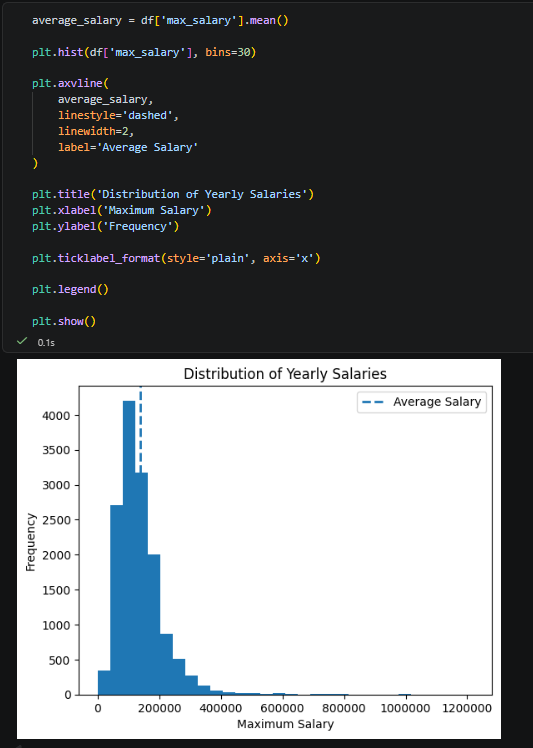 average_salary = df['max_salary'].mean()
plt.hist(df['max_salary'], bins=30)
plt.axvline(
    average_salary,
    linestyle='dashed',
    linewidth=2,
    label='Average Salary'
)
plt.title('Distribution of Yearly Salaries')
plt.xlabel('Maximum Salary')
plt.ylabel('Frequency')
plt.ticklabel_format(style='plain', axis='x')
plt.legend()
plt.show()
0.1s
Distribution of Yearly Salaries
Average Salary
4000
3500
3000
2500
2000
1500
1000
500
0
Frequency
0 200000 400000 600000 800000 1000000 1200000
Maximum Salary